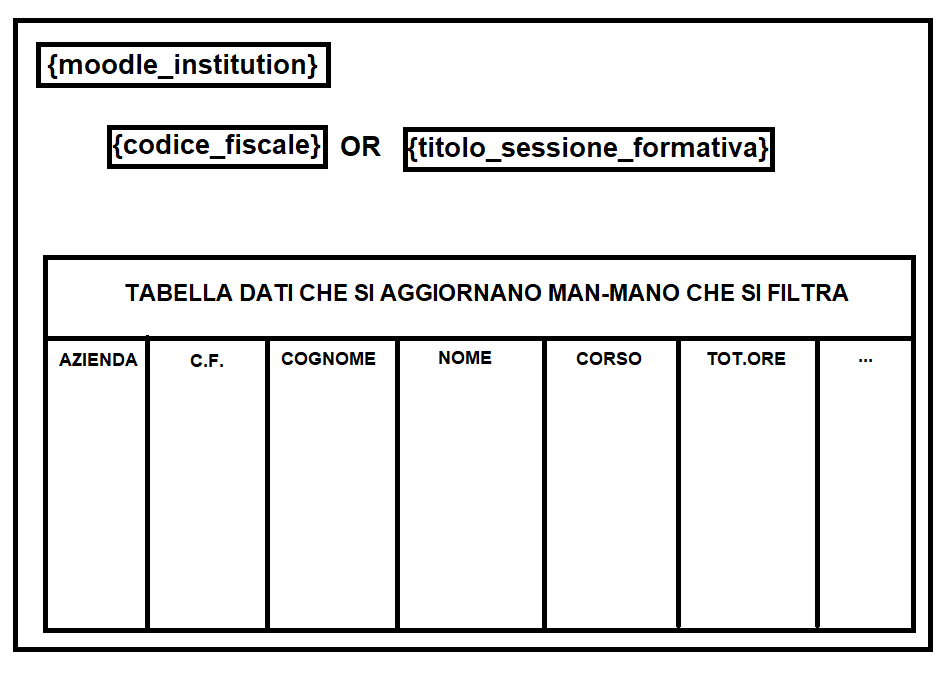 {moodle_institution}
{codice_fiscale} OR {titolo_sessione_formativa}
TABELLA DATI CHE SI AGGIORNANO MAN-MANO CHE SI FILTRA
AZIENDA C.F. COGNOME NOME CORSO TOT.ORE ...